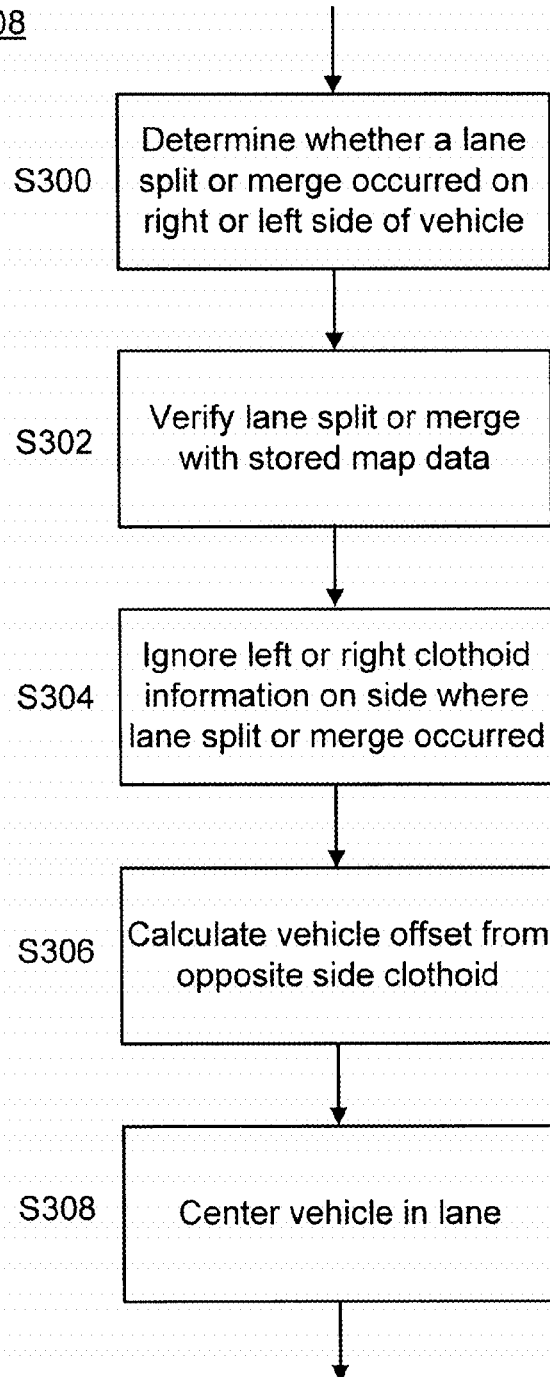 08
S300
Determine whether a lane
split or merge occurred on
right or left side of vehicle
S302
Verify lane split or merge
with stored map data
S304
Ignore left or right clothoid
information on side where
lane split or merge occurred
S306
Calculate vehicle offset from
opposite side clothoid
S308
Center vehicle in lane